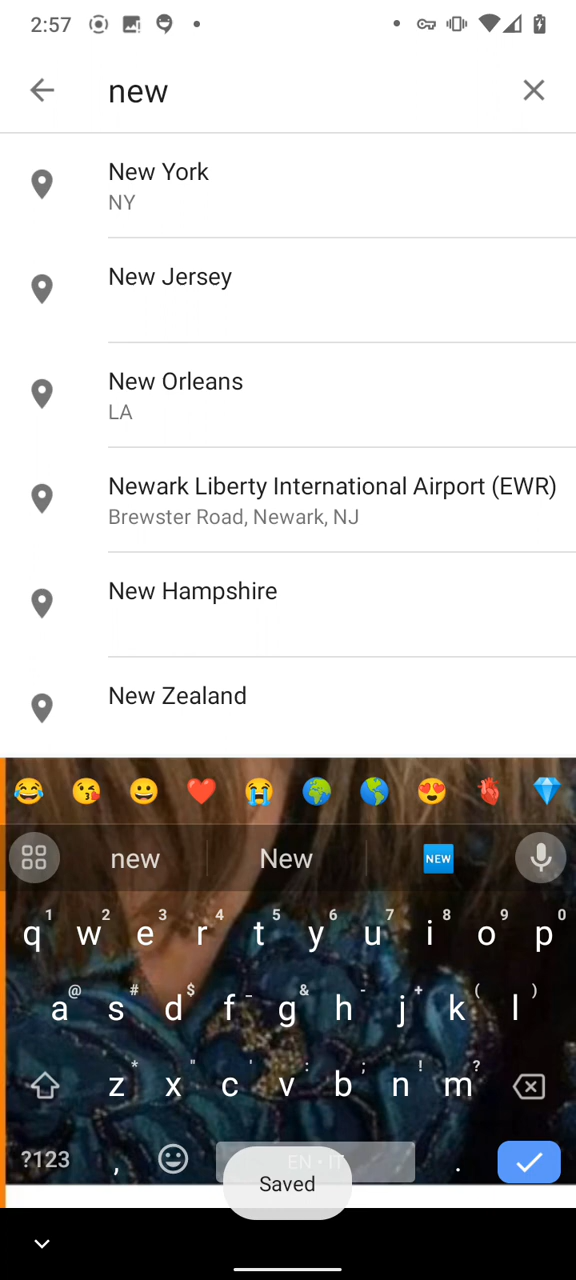 2:57
new
New York
NY
New Jersey
New Orleans
LA
Newark Liberty International Airport (EWR)
Brewster Road, Newark, NJ
New Hampshire
New Zealand
new New NEW
1 2 3 4 5 6 7 8 9 0
q w e r t y u i o p
@ # $ _ & - + ( )
a s d f g h j k l
* " ' : ; ! ?
z x c v b n m
?123 , EN • IT .
Saved